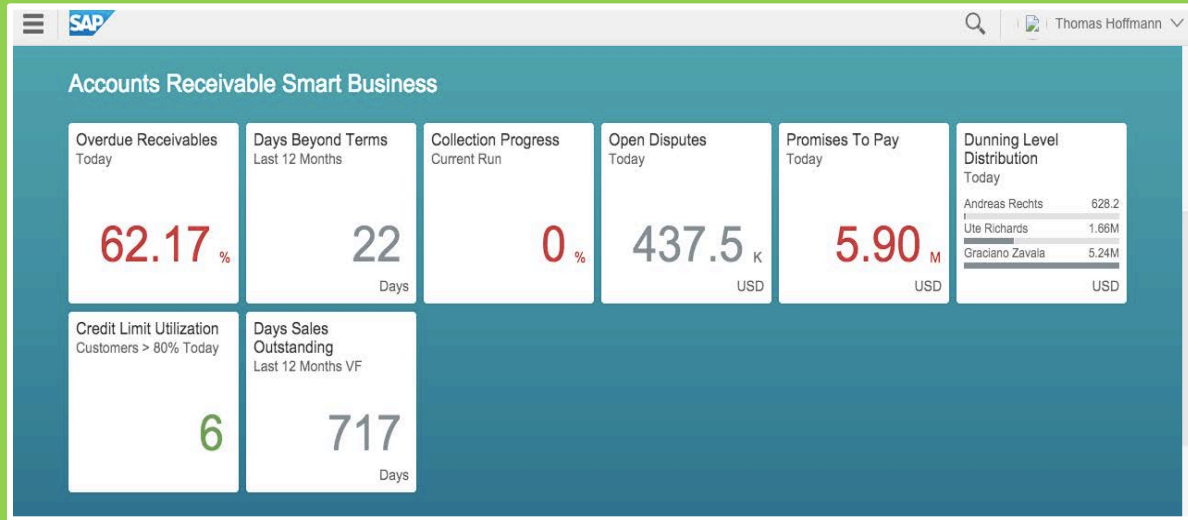 SAP
Thomas Hoffmann
Accounts Receivable Smart Business
Overdue Receivables
Today
62.17 %
Days Beyond Terms
Last 12 Months
22
Days
Collection Progress
Current Run
0 %
Open Disputes
Today
437.5 K
USD
Promises To Pay
Today
5.90 M
USD
Dunning Level
Distribution
Today
Andreas Rechts 628.2
Ute Richards 1.66M
Graciano Zavala 5.24M
USD
Credit Limit Utilization
Customers > 80% Today
6
Days Sales
Outstanding
Last 12 Months VF
717
Days